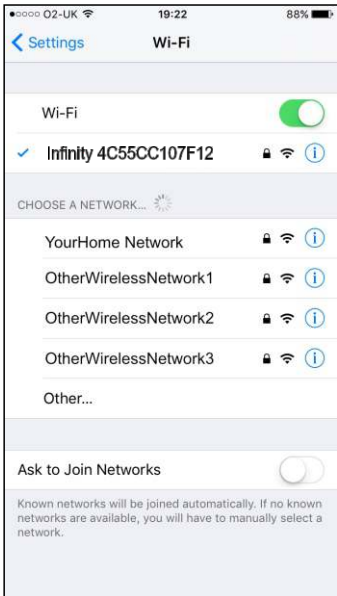 O2-UK 19:22 88%
Settings Wi-Fi
Wi-Fi
Infinity 4C55CC107F12
CHOOSE A NETWORK...
YourHome Network
OtherWirelessNetwork1
OtherWirelessNetwork2
OtherWirelessNetwork3
Other...
Ask to Join Networks
Known networks will be joined automatically. If no known
networks are available, you will have to manually select a
network.